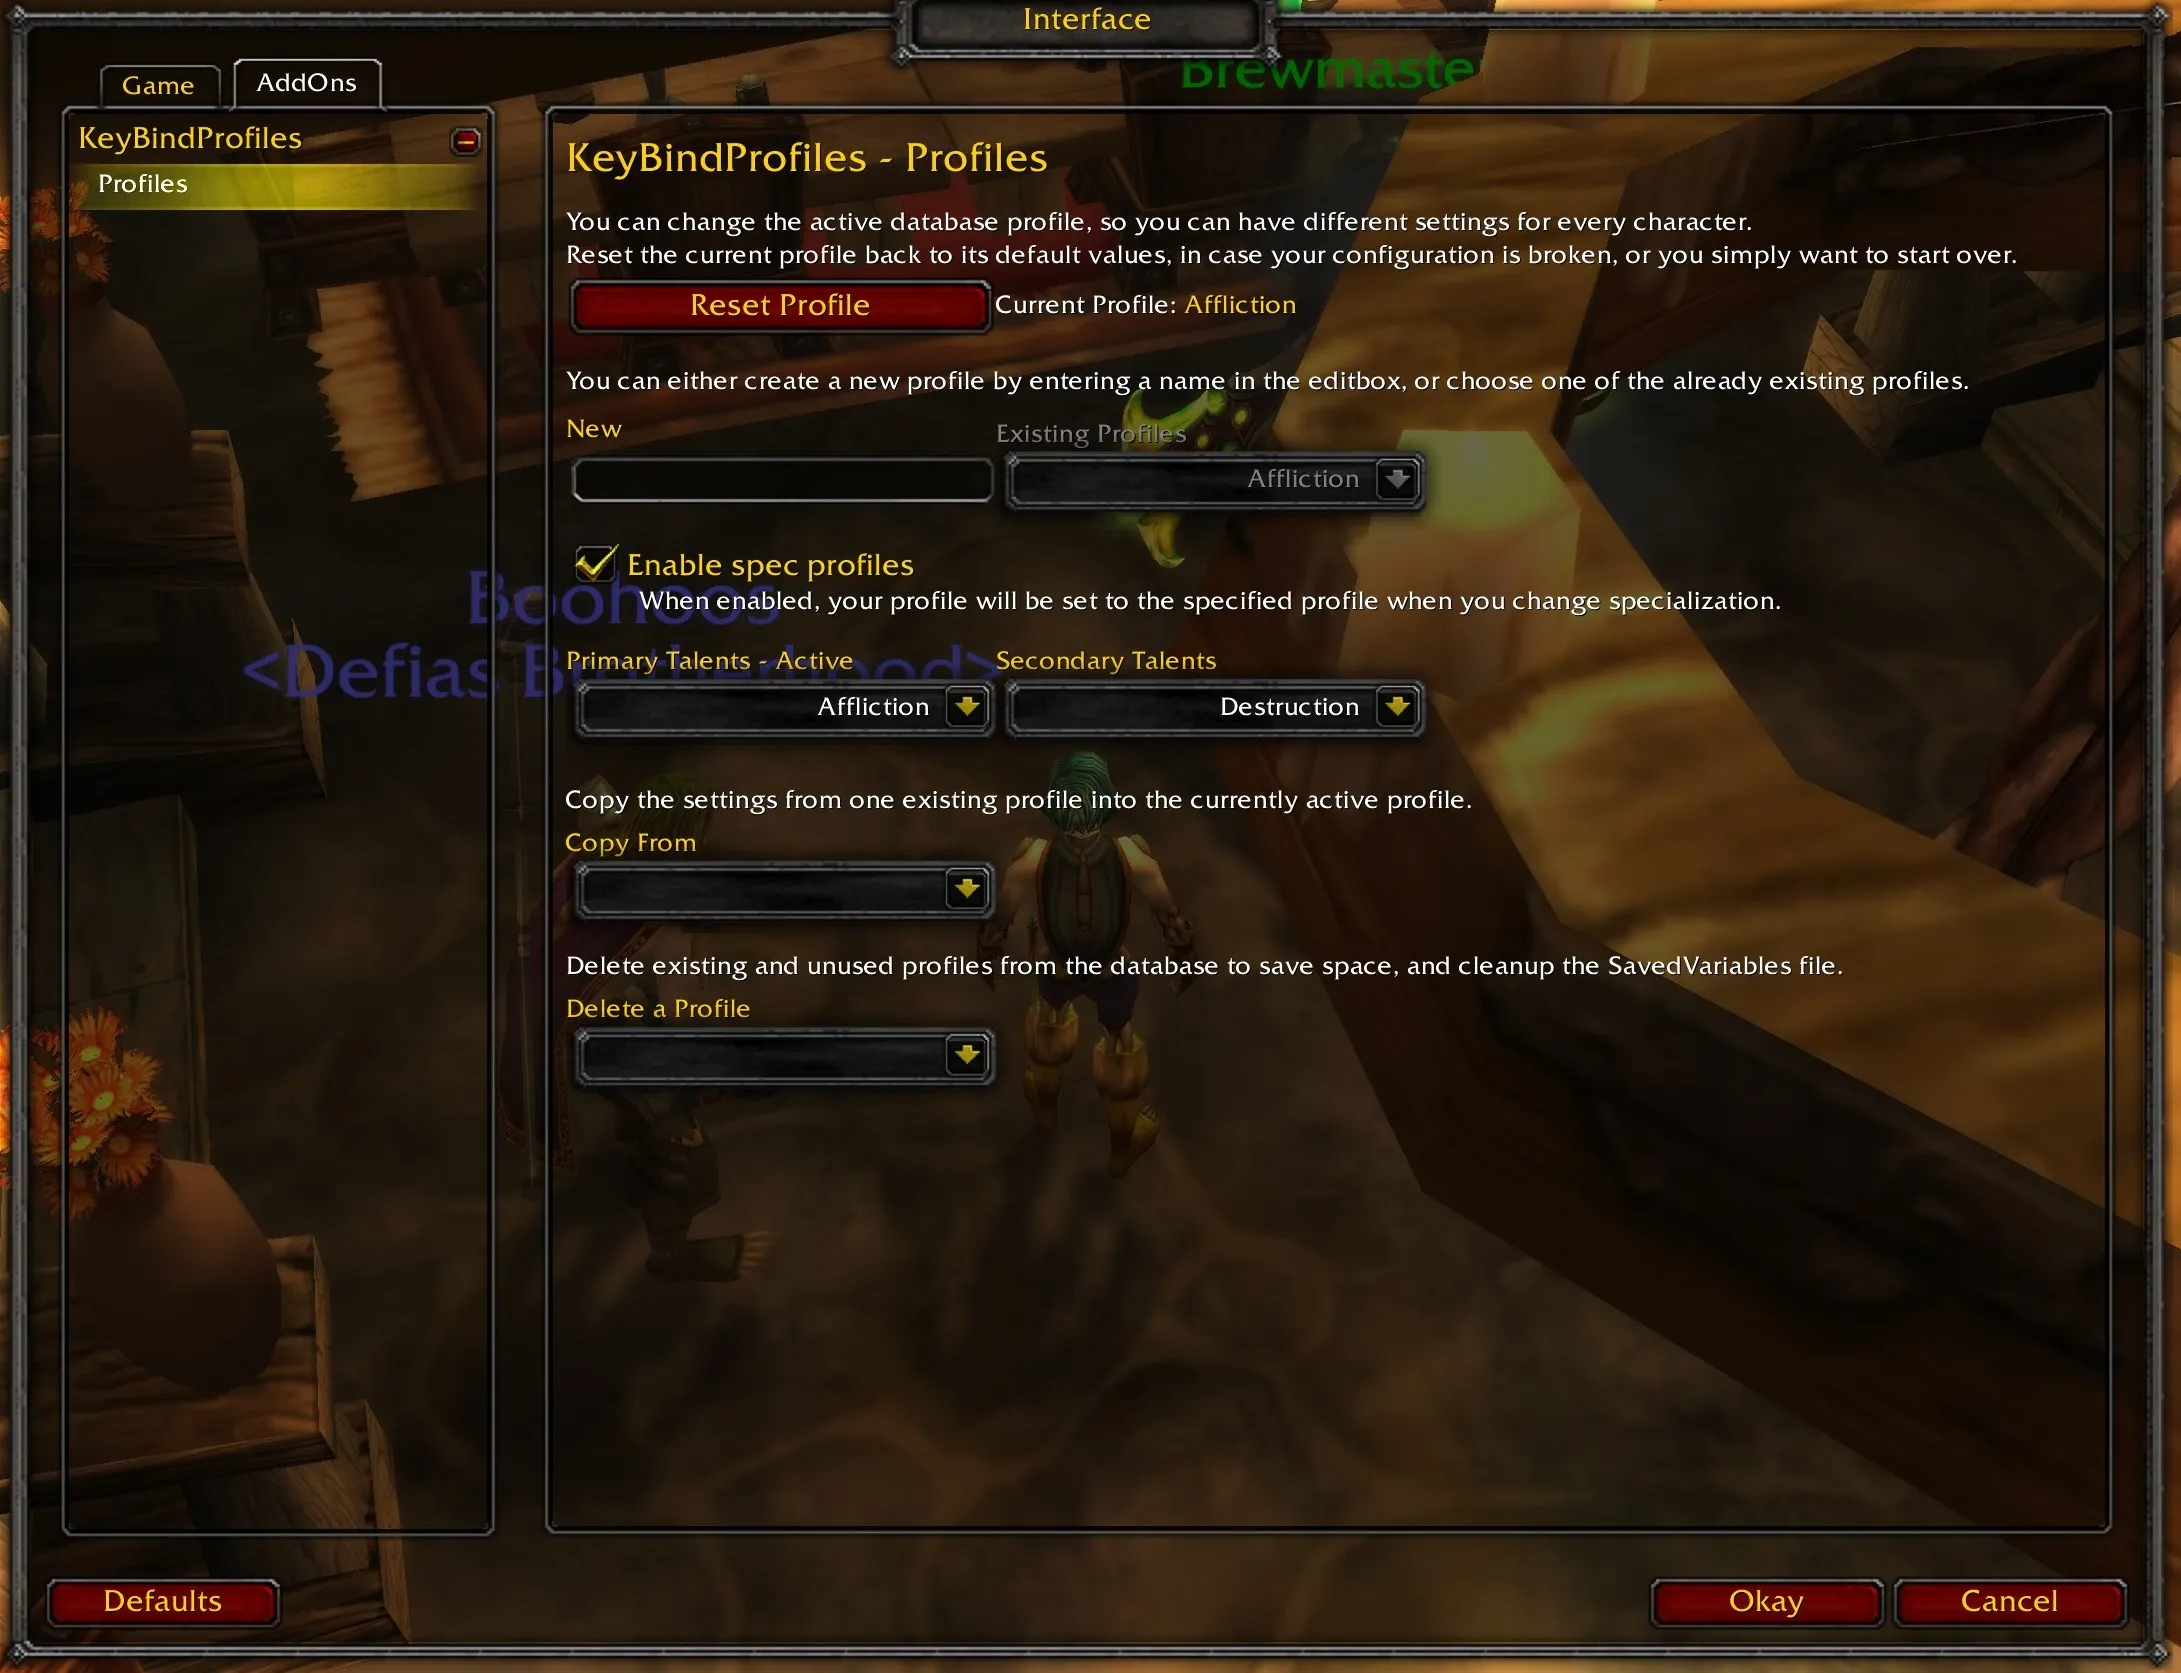 Interface
Brewmaste
Game
AddOns
KeyBindProfiles
Profiles
KeyBindProfiles - Profiles
You can change the active database profile, so you can have different settings for every character.
Reset the current profile back to its default values, in case your configuration is broken, or you simply want to start over.
Reset Profile
Current Profile: Affliction
You can either create a new profile by entering a name in the editbox, or choose one of the already existing profiles.
New
Existing Profiles
Affliction
Enable spec profiles
Boohoos
When enabled, your profile will be set to the specified profile when you change specialization.
<Defias Brotherhood>
Primary Talents - Active
Secondary Talents
Affliction
Destruction
Copy the settings from one existing profile into the currently active profile.
Copy From
Delete existing and unused profiles from the database to save space, and cleanup the SavedVariables file.
Delete a Profile
Defaults
Okay
Cancel